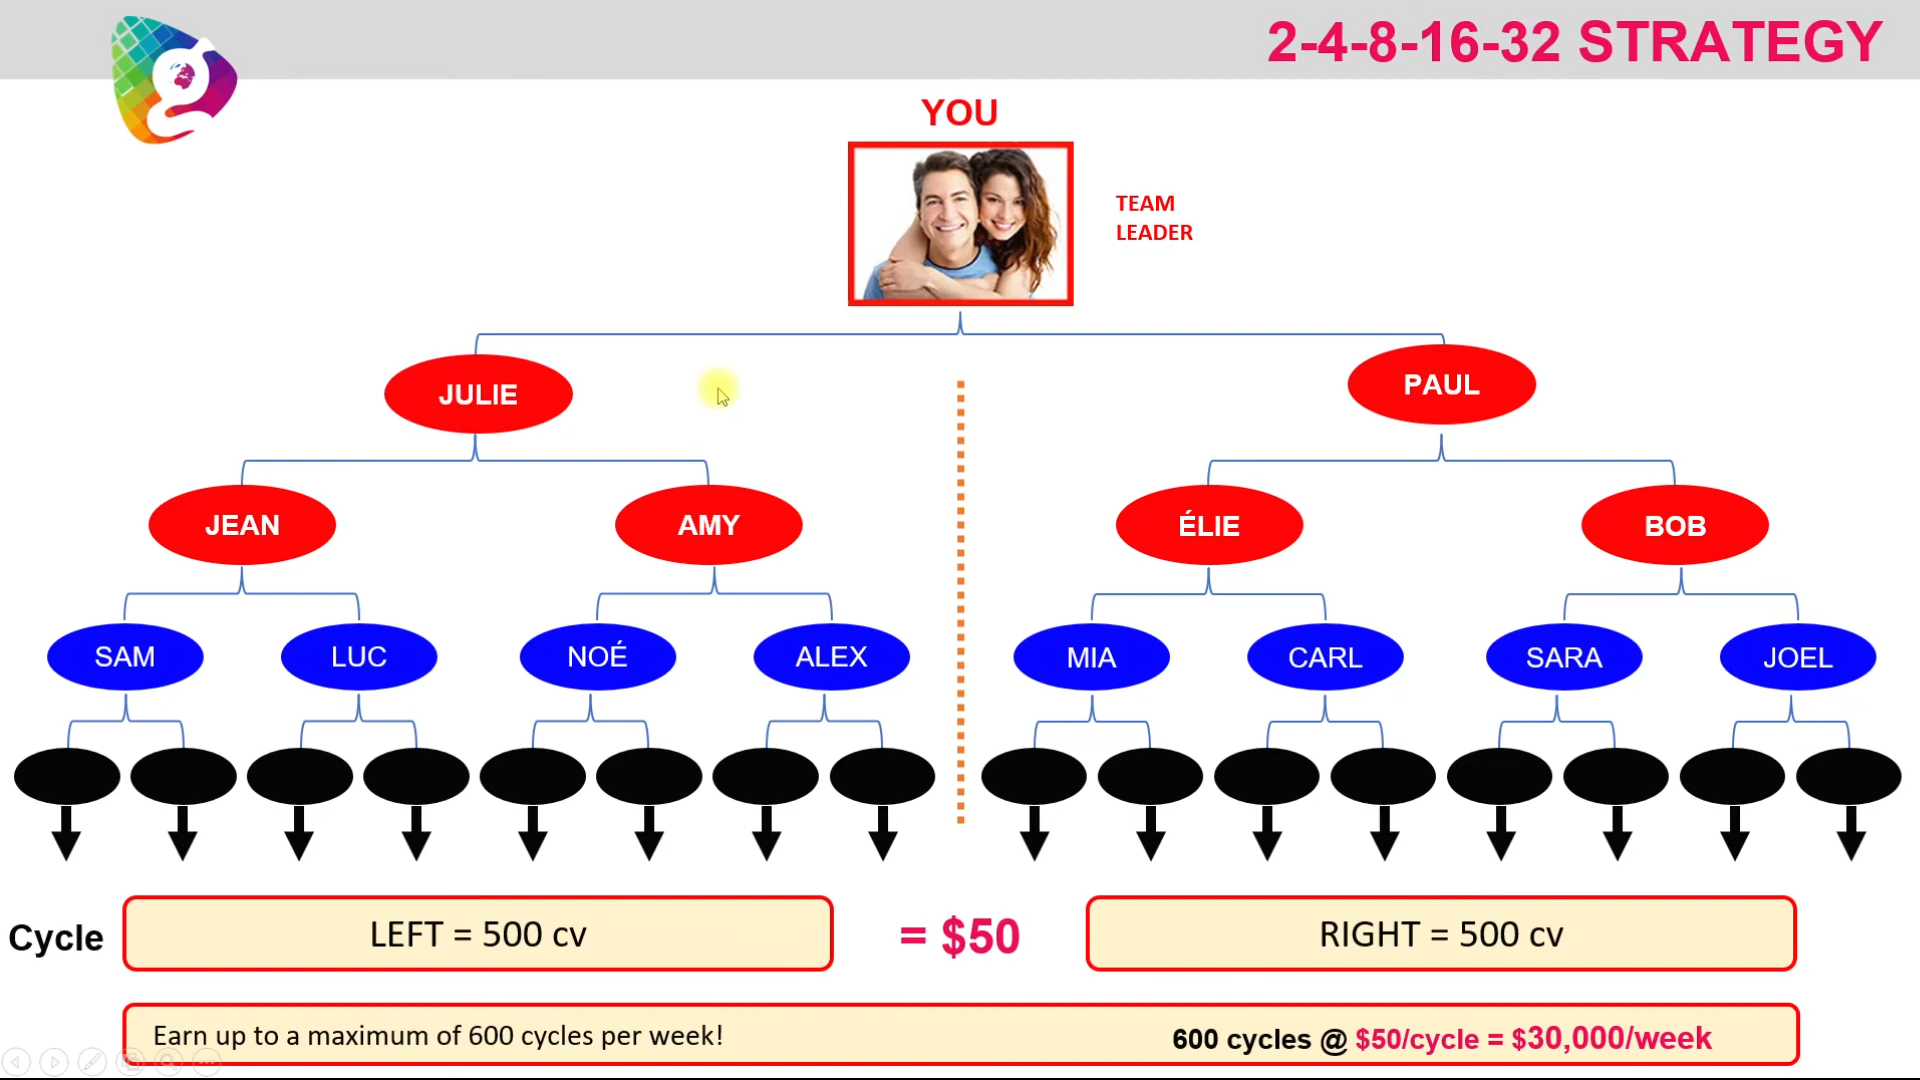 2-4-8-16-32 STRATEGY
YOU
TEAM
LEADER
JULIE
PAUL
JEAN
AMY
ÉLIE
BOB
SAM
LUC
NOÉ
ALEX
MIA
CARL
SARA
JOEL
Cycle
LEFT = 500 cv
= $50
RIGHT = 500 cv
Earn up to a maximum of 600 cycles per week!
600 cycles @ $50/cycle = $30,000/week